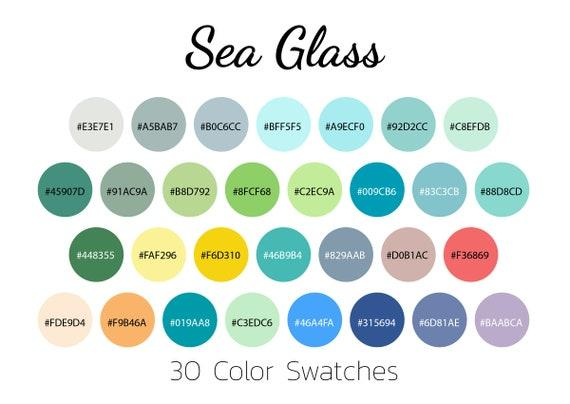 Sea Glass
#E3E7E1 #A5BAB7 #B0C6CC #BFF5F5 #A9ECF0 #92D2CC #C8EFDB
#45907D #91AC9A #B8D792 #8FCF68 #C2EC9A #009CB6 #83C3CB #88D8CD
#448355 #FAF296 #F6D310 #46B9B4 #829AAB #D0B1AC #F36869
#FDE9D4 #F9B46A #019AA8 #C3EDC6 #46A4FA #315694 #6D81AE #BAABCA
30 Color Swatches